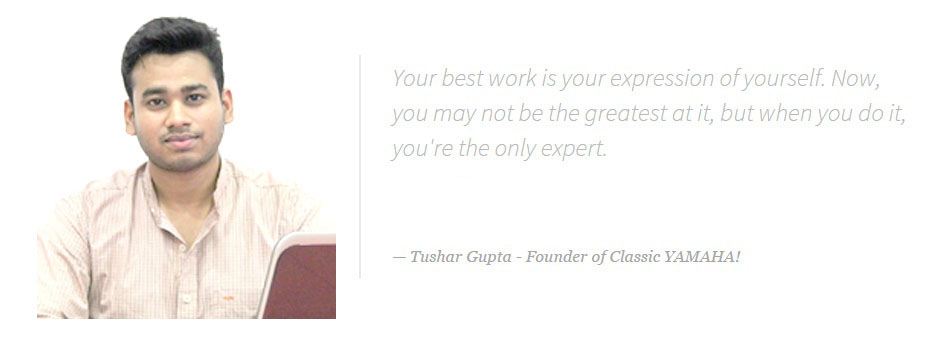 Your best work is your expression of yourself. Now,
you may not be the greatest at it, but when you do it,
you're the only expert.
— Tushar Gupta - Founder of Classic YAMAHA!